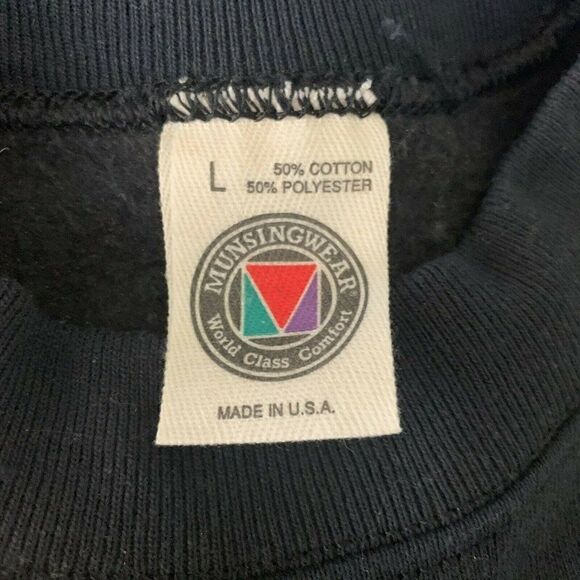 L
50% COTTON
50% POLYESTER
MUNSINGWEAR®
World Class Comfort
MADE IN U.S.A.